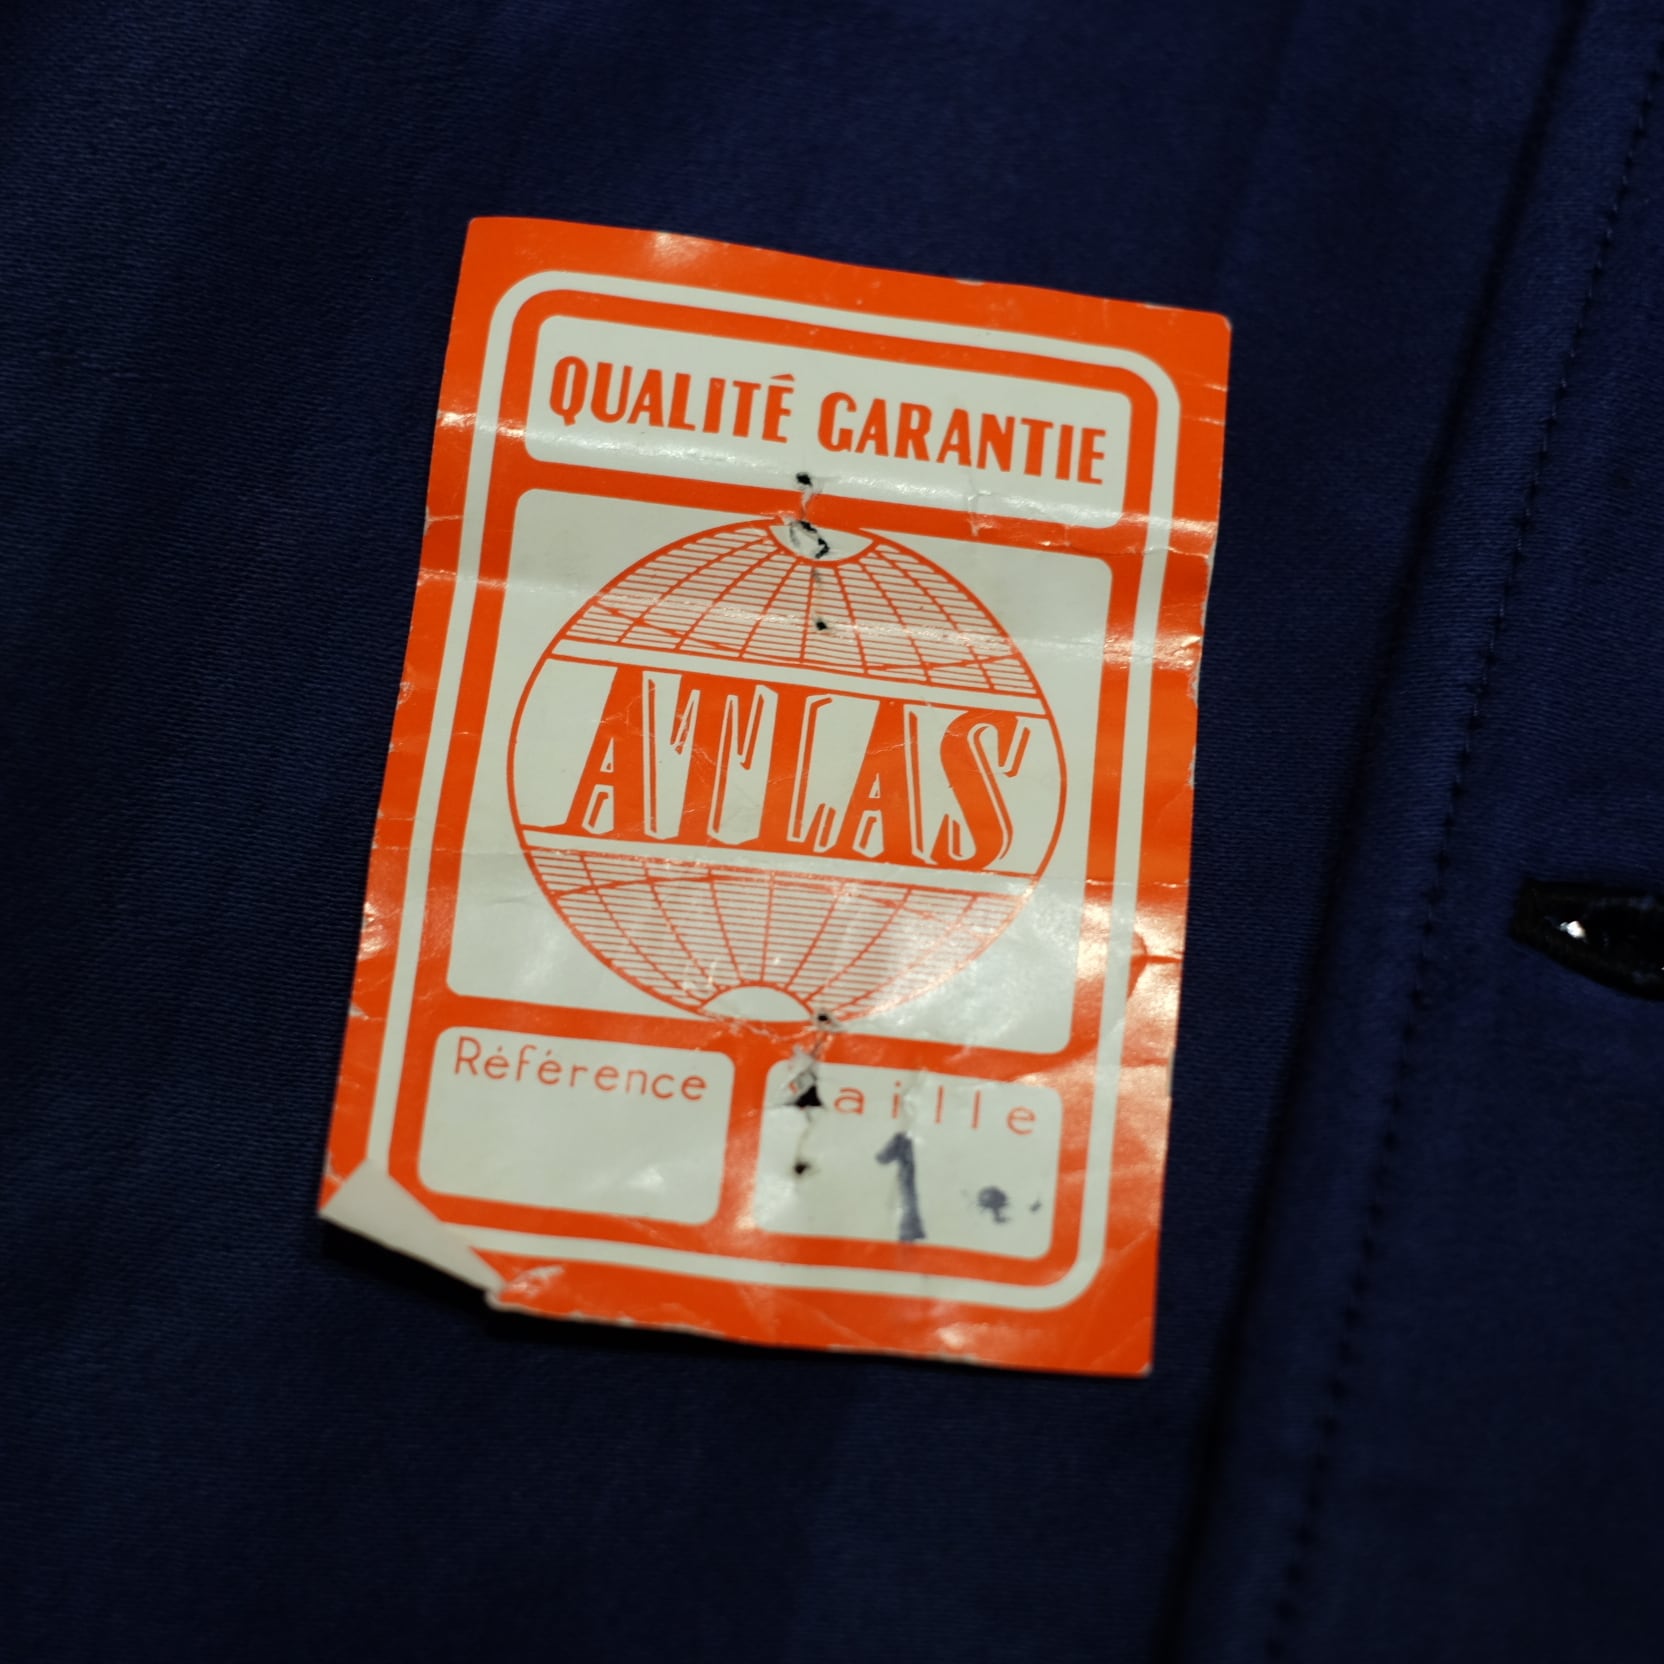 QUALITÉ GARANTIE
ATLAS
Référence
aille
1